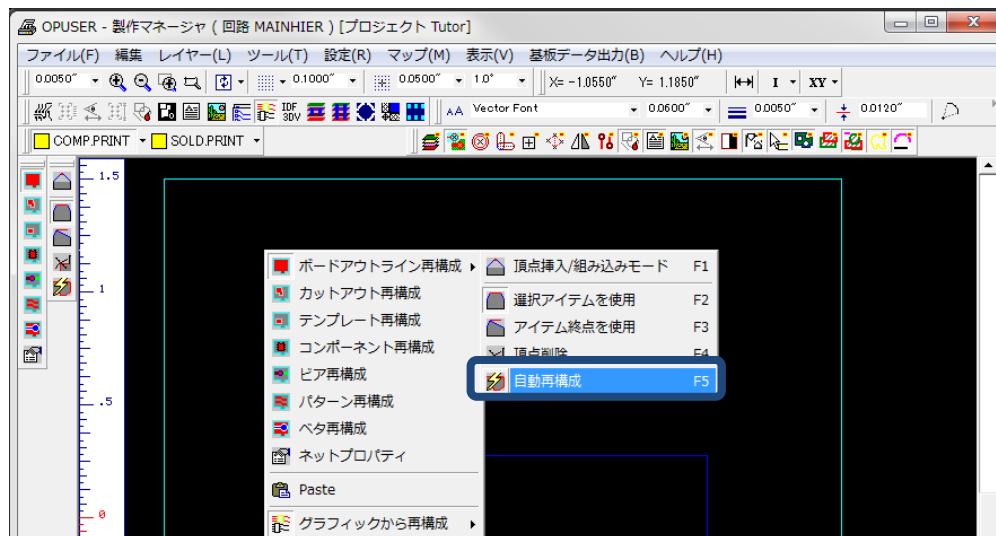 OPUSER - 製作マネージャ ( 回路 MAINHIER ) [プロジェクト Tutor]
ファイル(F) 編集 レイヤー(L) ツール(T) 設定(R) マップ(M) 表示(V) 基板データ出力(B) ヘルプ(H)
0.0050" 0.1000" 0.0500" 1.0° X= -1.0550" Y= 1.1850" I XY
IDF 3DV AA Vector Font 0.0600" 0.0050" 0.0120"
COMP.PRINT SOLD.PRINT
1.5
1
.5
0
ボードアウトライン再構成
カットアウト再構成
テンプレート再構成
コンポーネント再構成
ビア再構成
パターン再構成
ベタ再構成
ネットプロパティ
Paste
グラフィックから再構成
頂点挿入/組み込みモード F1
選択アイテムを使用 F2
アイテム終点を使用 F3
頂点削除 F4
自動再構成 F5